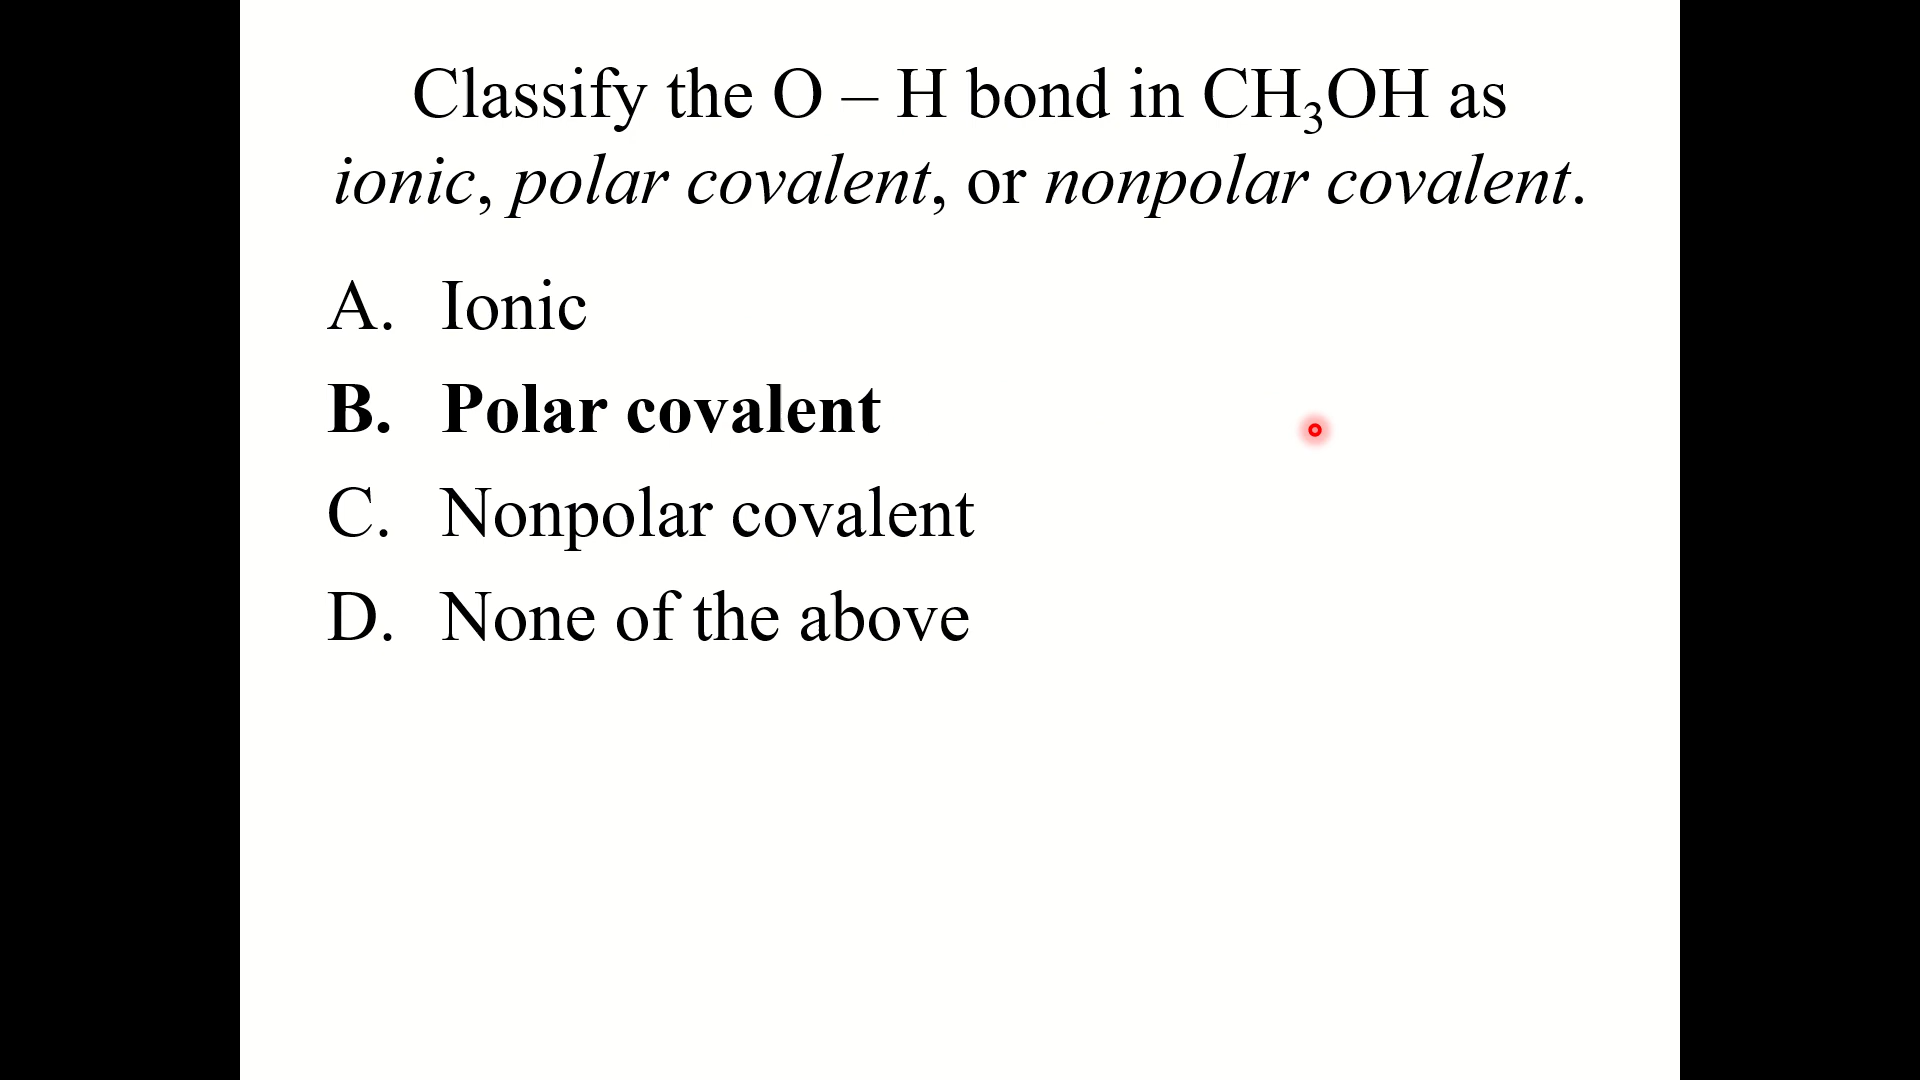 Classify the O – H bond in CH₃OH as
ionic, polar covalent, or nonpolar covalent.
A. Ionic
B. Polar covalent
C. Nonpolar covalent
D. None of the above